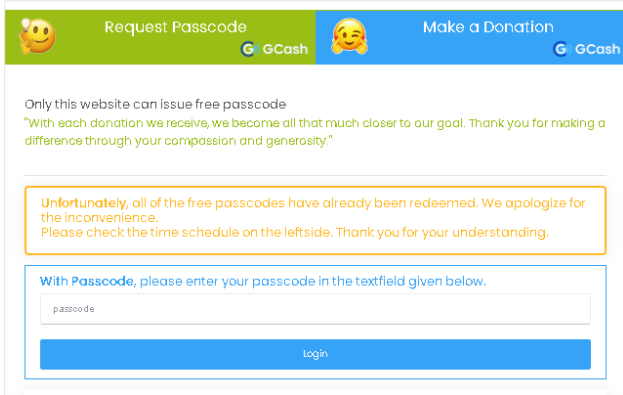 Request Passcode
GCash
Make a Donation
GCash
Only this website can issue free passcode
"With each donation we receive, we become all that much closer to our goal. Thank you for making a
difference through your compassion and generosity."
Unfortunately, all of the free passcodes have already been redeemed. We apologize for
the inconvenience.
Please check the time schedule on the leftside. Thank you for your understanding.
With Passcode, please enter your passcode in the textfield given below.
passcode
Login